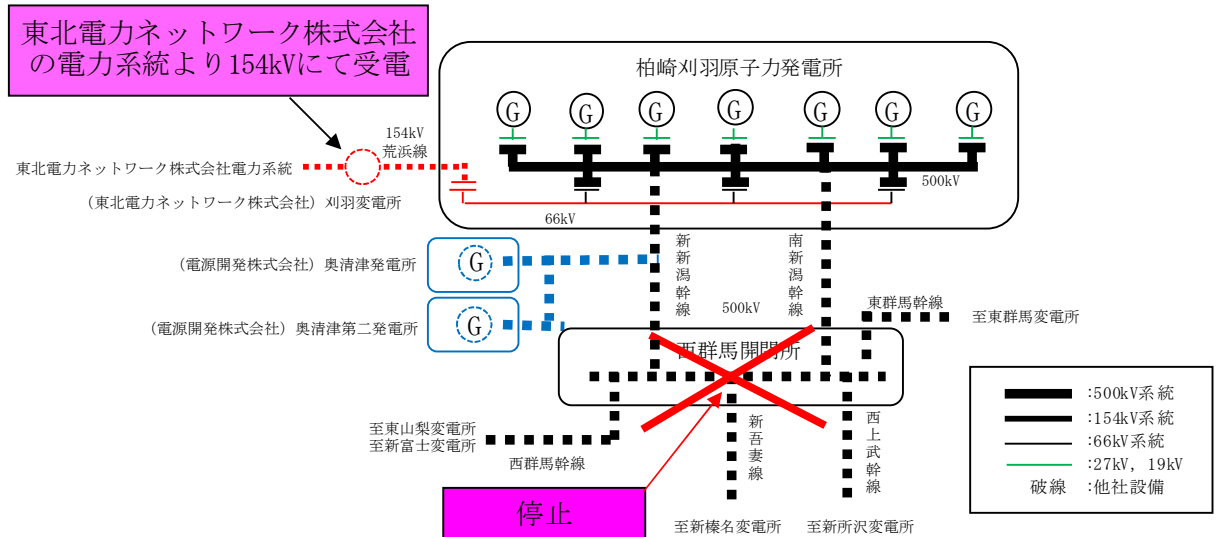 東北電力ネットワーク株式会社
の電力系統より154kVにて受電
柏崎刈羽原子力発電所
G
G
G
G
G
G
G
154kV
荒浜線
東北電力ネットワーク株式会社電力系統
500kV
(東北電力ネットワーク株式会社)刈羽変電所
66kV
新新潟幹線
南新潟幹線
(電源開発株式会社)奥清津発電所
G
500kV
東群馬幹線
至東群馬変電所
(電源開発株式会社)奥清津第二発電所
G
西群馬開閉所
:500kV系統
:154kV系統
:66kV系統
:27kV, 19kV
破線 :他社設備
至東山梨変電所
至新富士変電所
西群馬幹線
新吾妻線
西上武幹線
停止
至新榛名変電所
至新所沢変電所